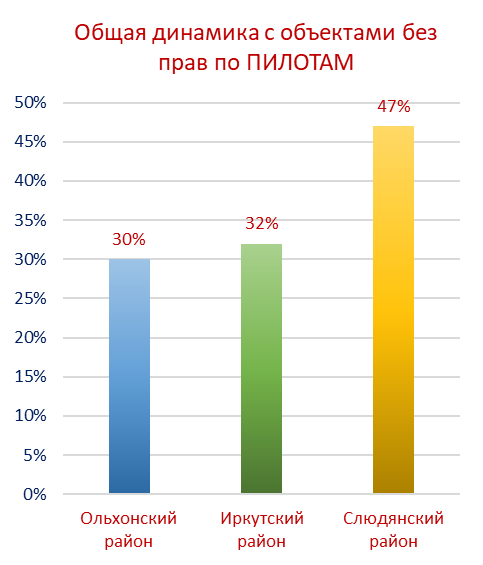 Общая динамика с объектами без
прав по ПИЛОТАМ
50%
47%
45%
40%
35%
32%
30%
30%
25%
20%
15%
10%
5%
0%
Ольхонский
район
Иркутский
район
Слюдянский
район